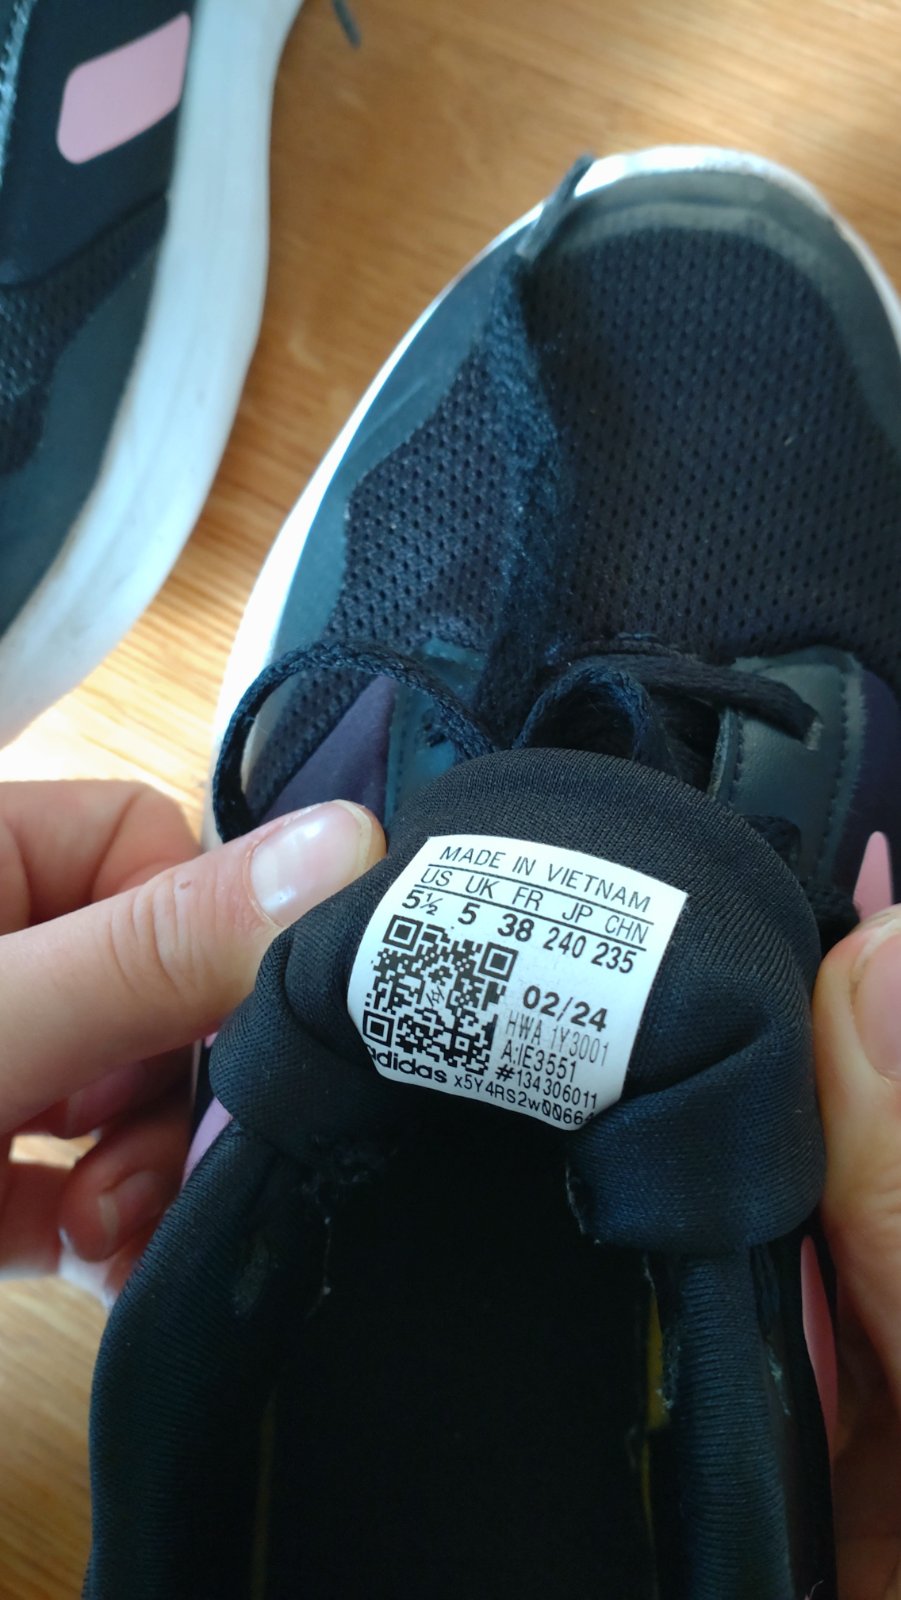 MADE IN VIETNAM
US UK FR JP CHN
5½ 5 38 240 235
02/24
HWA 1Y3001
A:IE3551
#134306011
adidas x5Y4RS2w0066